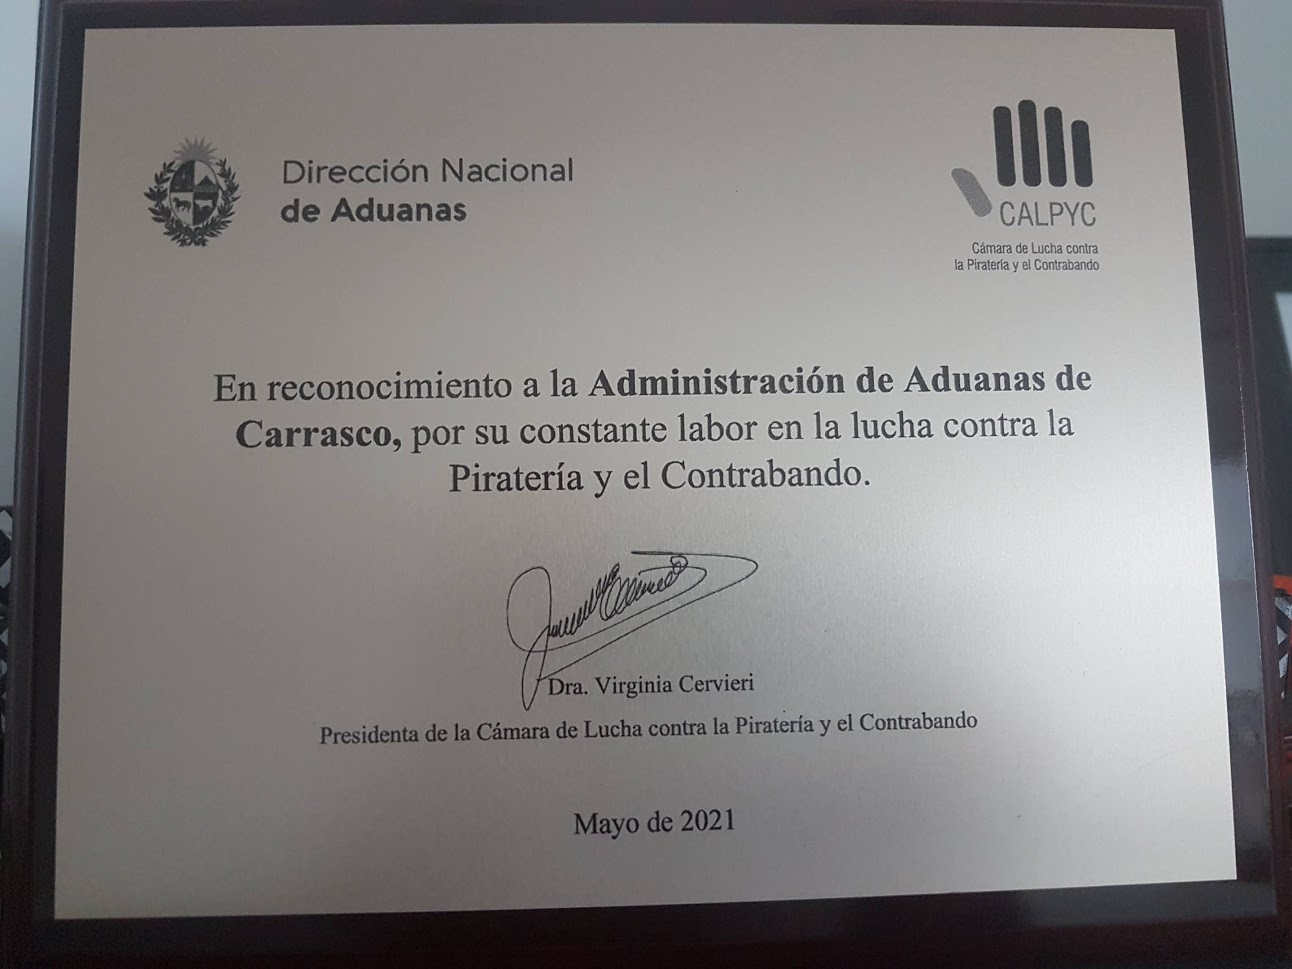 Dirección Nacional
de Aduanas
CALPYC
Cámara de Lucha contra
la Piratería y el Contrabando
En reconocimiento a la Administración de Aduanas de
Carrasco, por su constante labor en la lucha contra la
Piratería y el Contrabando.
Dra. Virginia Cervieri
Presidenta de la Cámara de Lucha contra la Piratería y el Contrabando
Mayo de 2021